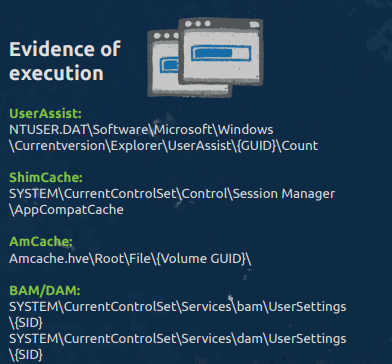 Evidence of
execution
UserAssist:
NTUSER.DAT\Software\Microsoft\Windows
\Currentversion\Explorer\UserAssist\{GUID}\Count
ShimCache:
SYSTEM\CurrentControlSet\Control\Session Manager
\AppCompatCache
AmCache:
Amcache.hve\Root\File\{Volume GUID}\
BAM/DAM:
SYSTEM\CurrentControlSet\Services\bam\UserSettings
\{SID}
SYSTEM\CurrentControlSet\Services\dam\UserSettings
\{SID}